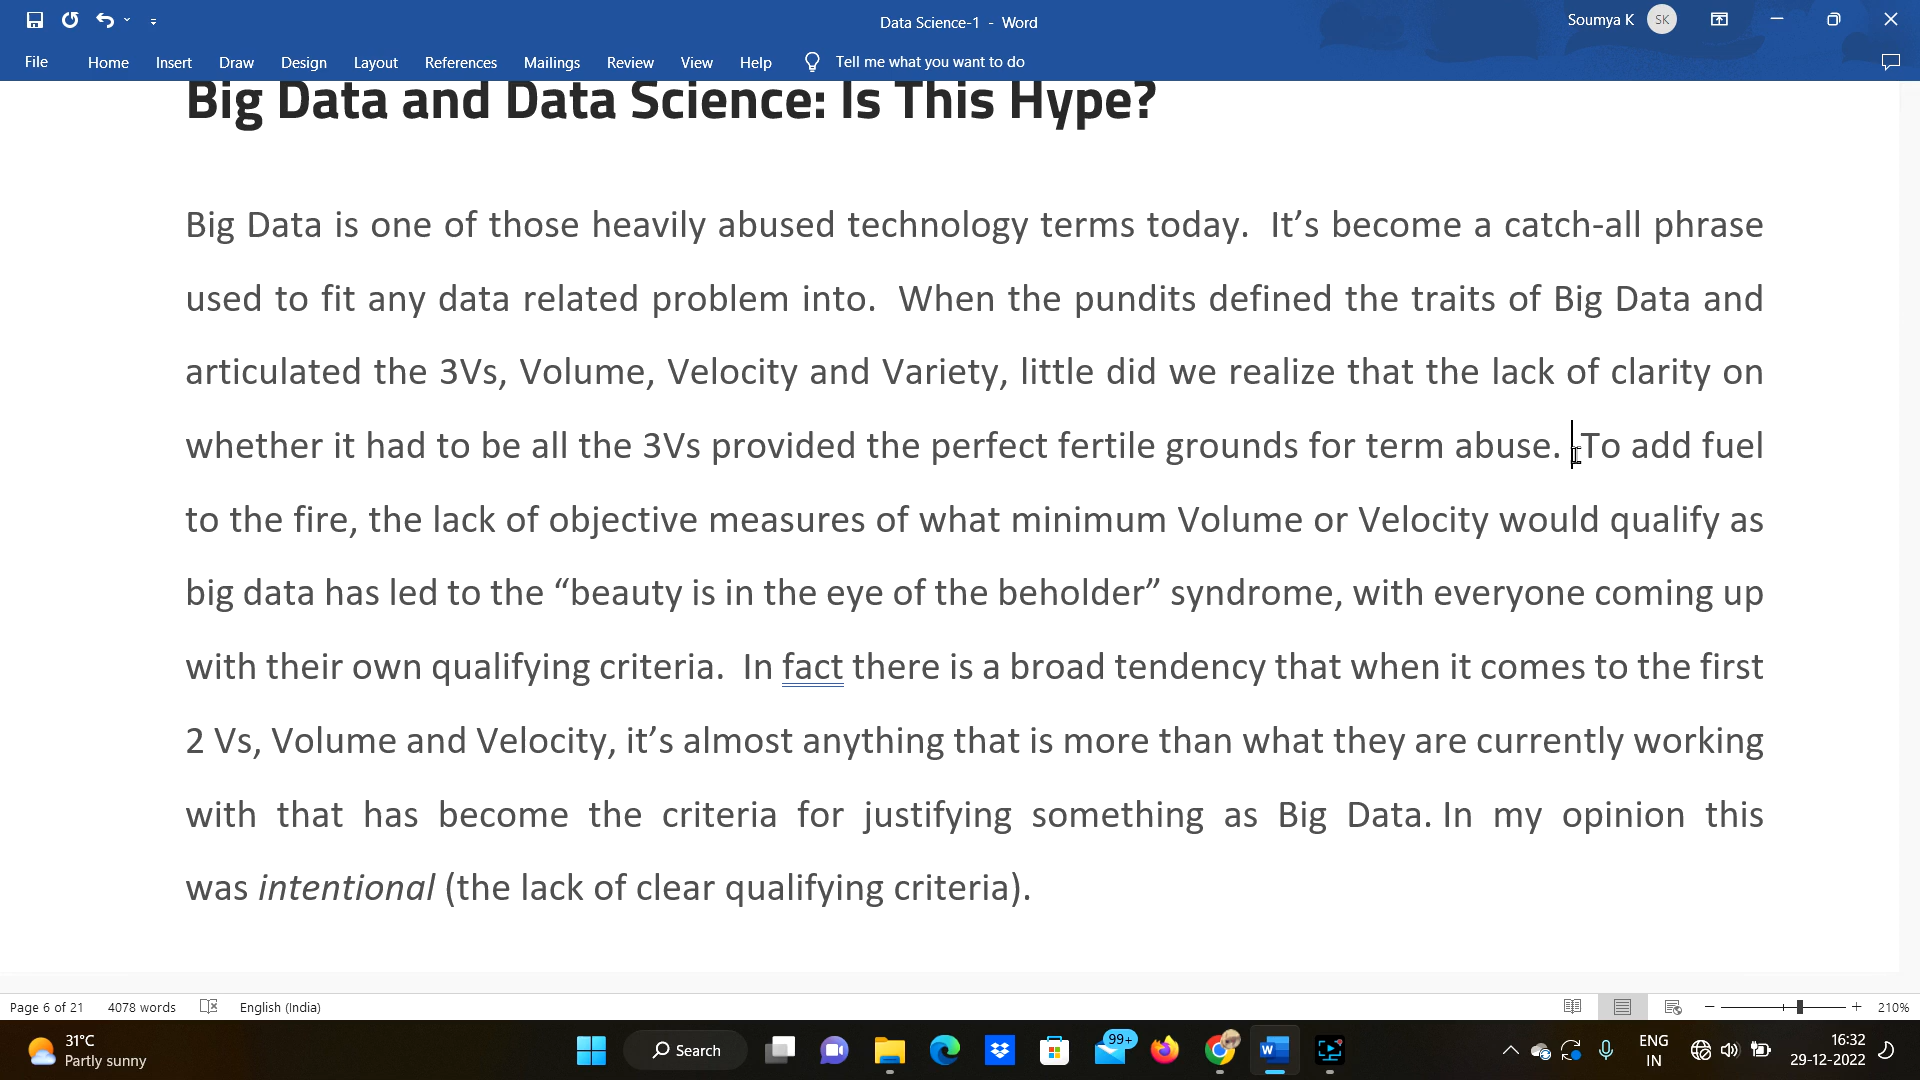 Data Science-1 - Word
Soumya K
SK
File Home Insert Draw Design Layout References Mailings Review View Help Tell me what you want to do
Big Data and Data Science: Is This Hype?
Big Data is one of those heavily abused technology terms today. It’s become a catch-all phrase
used to fit any data related problem into. When the pundits defined the traits of Big Data and
articulated the 3Vs, Volume, Velocity and Variety, little did we realize that the lack of clarity on
whether it had to be all the 3Vs provided the perfect fertile grounds for term abuse. To add fuel
to the fire, the lack of objective measures of what minimum Volume or Velocity would qualify as
big data has led to the “beauty is in the eye of the beholder” syndrome, with everyone coming up
with their own qualifying criteria. In fact there is a broad tendency that when it comes to the first
2 Vs, Volume and Velocity, it’s almost anything that is more than what they are currently working
with that has become the criteria for justifying something as Big Data. In my opinion this
was intentional (the lack of clear qualifying criteria).
Page 6 of 21 4078 words English (India) 210%
31°C
Partly sunny
Search
99+
ENG
IN
16:32
29-12-2022